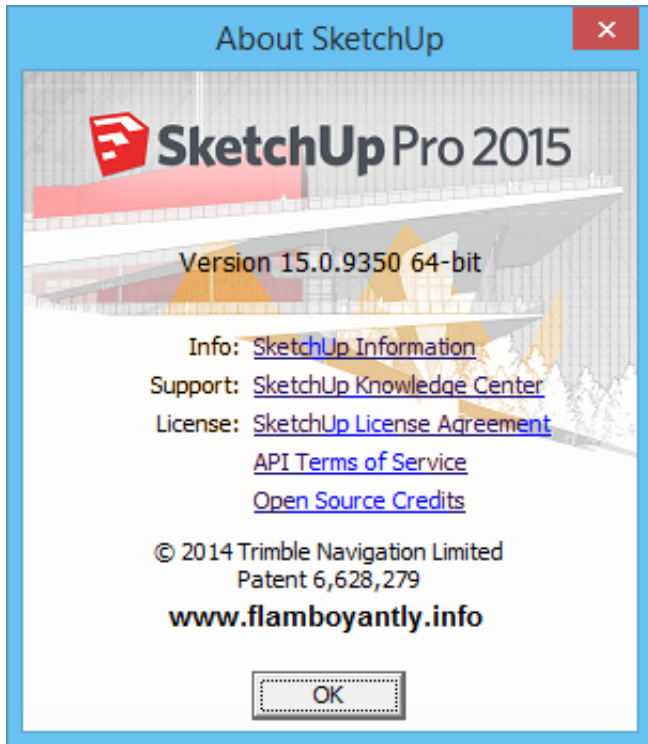 About SketchUp
SketchUp Pro 2015
Version 15.0.9350 64-bit
Info: SketchUp Information
Support: SketchUp Knowledge Center
License: SketchUp License Agreement
API Terms of Service
Open Source Credits
© 2014 Trimble Navigation Limited
Patent 6,628,279
www.flamboyantly.info
OK